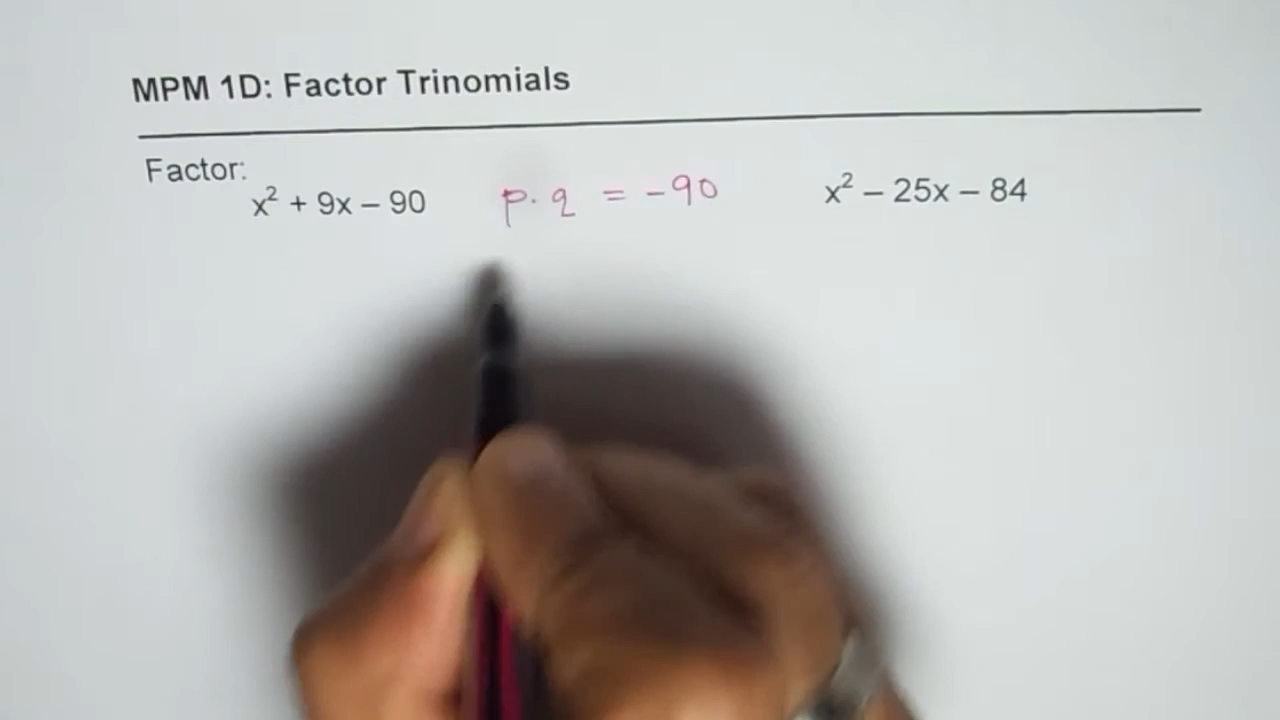 MPM 1D: Factor Trinomials
Factor:
x² + 9x – 90 p · q = -90 x² – 25x – 84